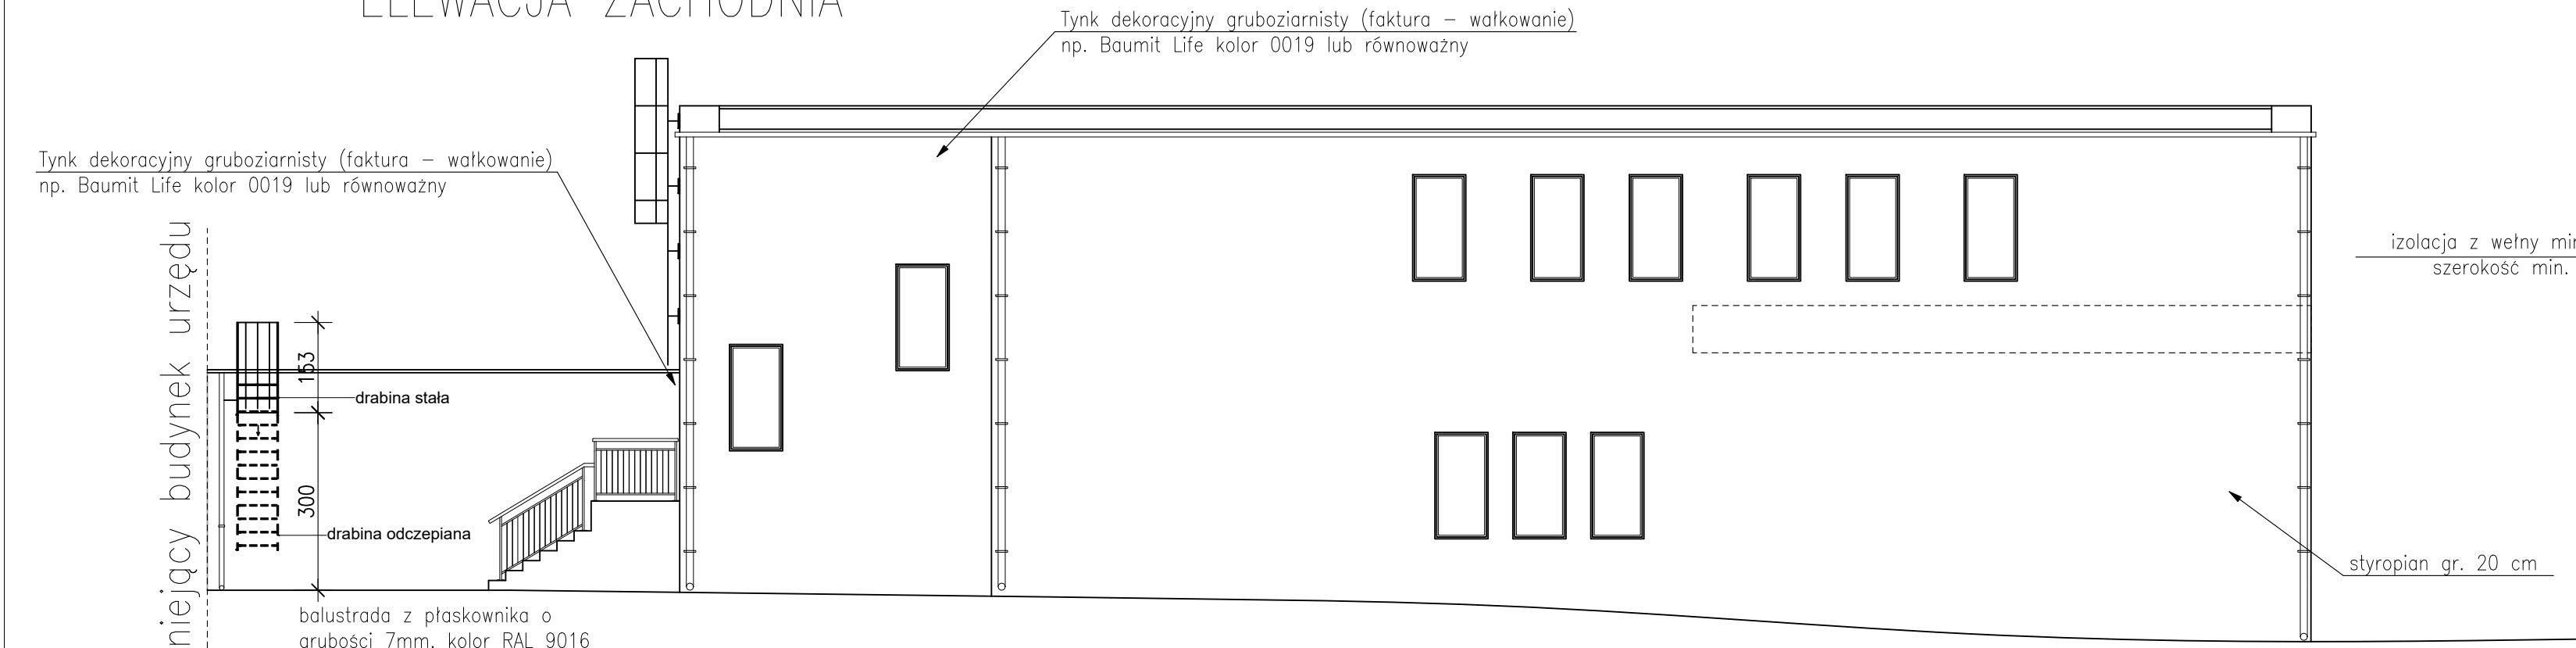 ELEWACJA ZACHODNIA
Tynk dekoracyjny gruboziarnisty (faktura – wałkowanie)
np. Baumit Life kolor 0019 lub równoważny
Tynk dekoracyjny gruboziarnisty (faktura – wałkowanie)
np. Baumit Life kolor 0019 lub równoważny
izolacja z wełny
szerokość min.
niejący budynek urzędu
153
drabina stała
300
drabina odczepiana
styropian gr. 20 cm
balustrada z płaskownika o
grubości 7mm, kolor RAL 9016